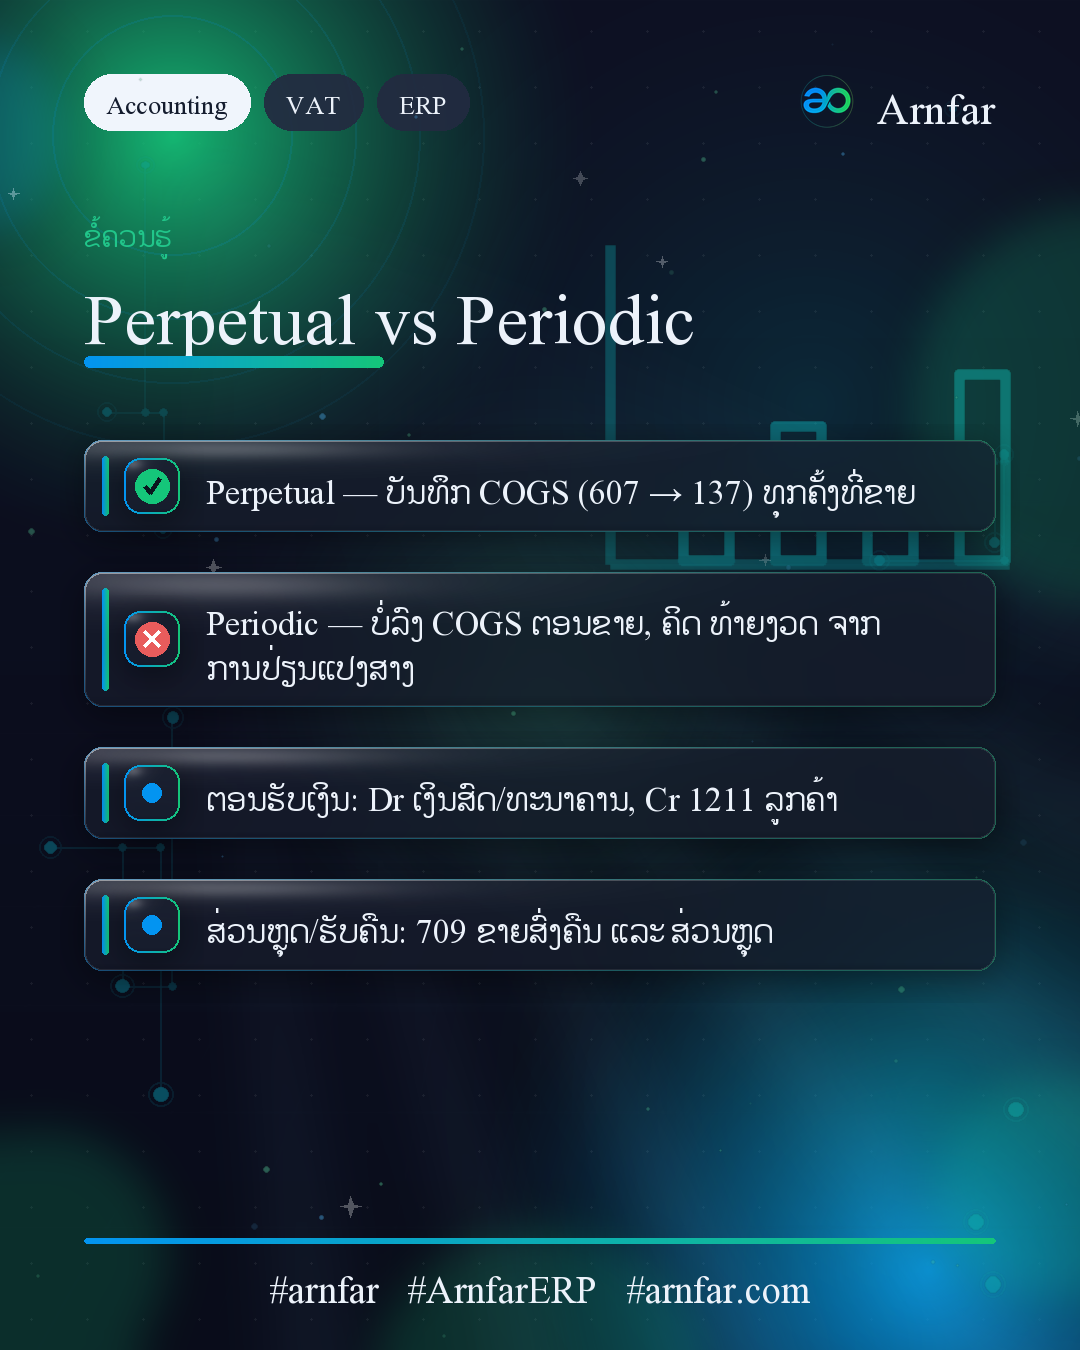 Accounting VAT ERP
Arnfar
ຂໍ້ຄວນຮູ້
Perpetual vs Periodic
Perpetual — ບັນທຶກ COGS (607 → 137) ທຸກຄັ້ງທີ່ຂາຍ
Periodic — ບໍ່ລົງ COGS ຕອນຂາຍ, ຄິດ ທ້າຍງວດ ຈາກ
ການປ່ຽນແປງສາງ
ຕອນຮັບເງິນ: Dr ເງິນສົດ/ທະນາຄານ, Cr 1211 ລູກຄ້າ
ສ່ວນຫຼຸດ/ຮັບຄືນ: 709 ຂາຍສົ່ງຄືນ ແລະ ສ່ວນຫຼຸດ
#arnfar #ArnfarERP #arnfar.com